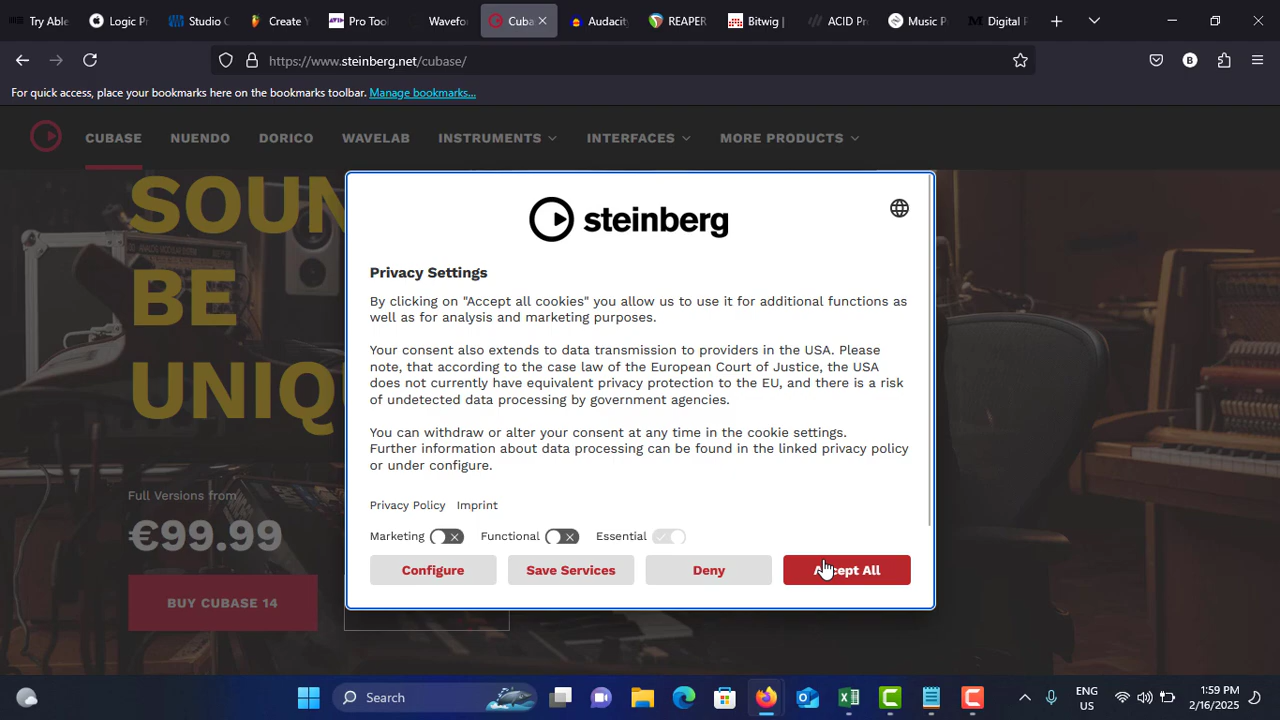 Try Able
Logic Pr
Studio C
Create Y
Pro Tool
Wavefo
Cuba
Audacity
REAPER
Bitwig |
ACID Pro
Music P
Digital P
https://www.steinberg.net/cubase/
For quick access, place your bookmarks here on the bookmarks toolbar. Manage bookmarks...
CUBASE NUENDO DORICO WAVELAB INSTRUMENTS INTERFACES MORE PRODUCTS
SOUN
BE
UNIQU
Full Versions from
€99.99
BUY CUBASE 14
steinberg
Privacy Settings
By clicking on "Accept all cookies" you allow us to use it for additional functions as
well as for analysis and marketing purposes.
Your consent also extends to data transmission to providers in the USA. Please
note, that according to the case law of the European Court of Justice, the USA
does not currently have equivalent privacy protection to the EU, and there is a risk
of undetected data processing by government agencies.
You can withdraw or alter your consent at any time in the cookie settings.
Further information about data processing can be found in the linked privacy policy
or under configure.
Privacy Policy Imprint
Marketing Functional Essential
Configure Save Services Deny Accept All
Search
ENG
US
1:59 PM
2/16/2025